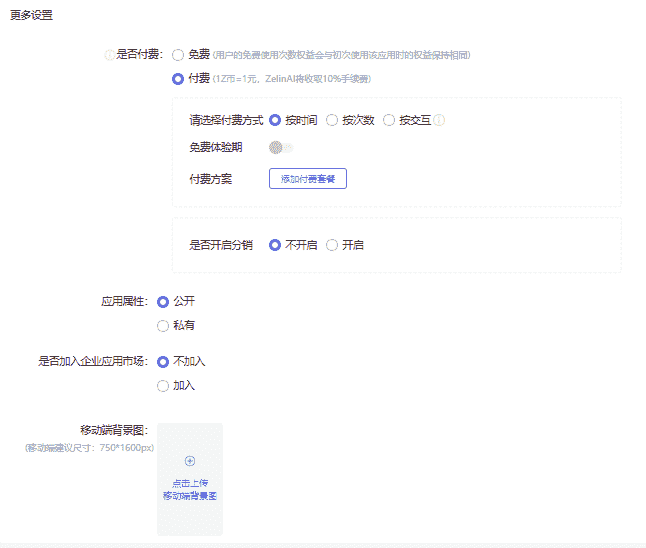 更多设置
是否付费： 免费 (用户的免费使用次数权益会与初次使用该应用时的权益保持相同)
付费 (1Z币=1元，ZelinAI将收取10%手续费)
请选择付费方式 按时间 按次数 按交互
免费体验期
付费方案 添加付费套餐
是否开启分销 不开启 开启
应用属性： 公开
私有
是否加入企业应用市场： 不加入
加入
移动端背景图：
(移动端建议尺寸：750*1600px)
点击上传
移动端背景图